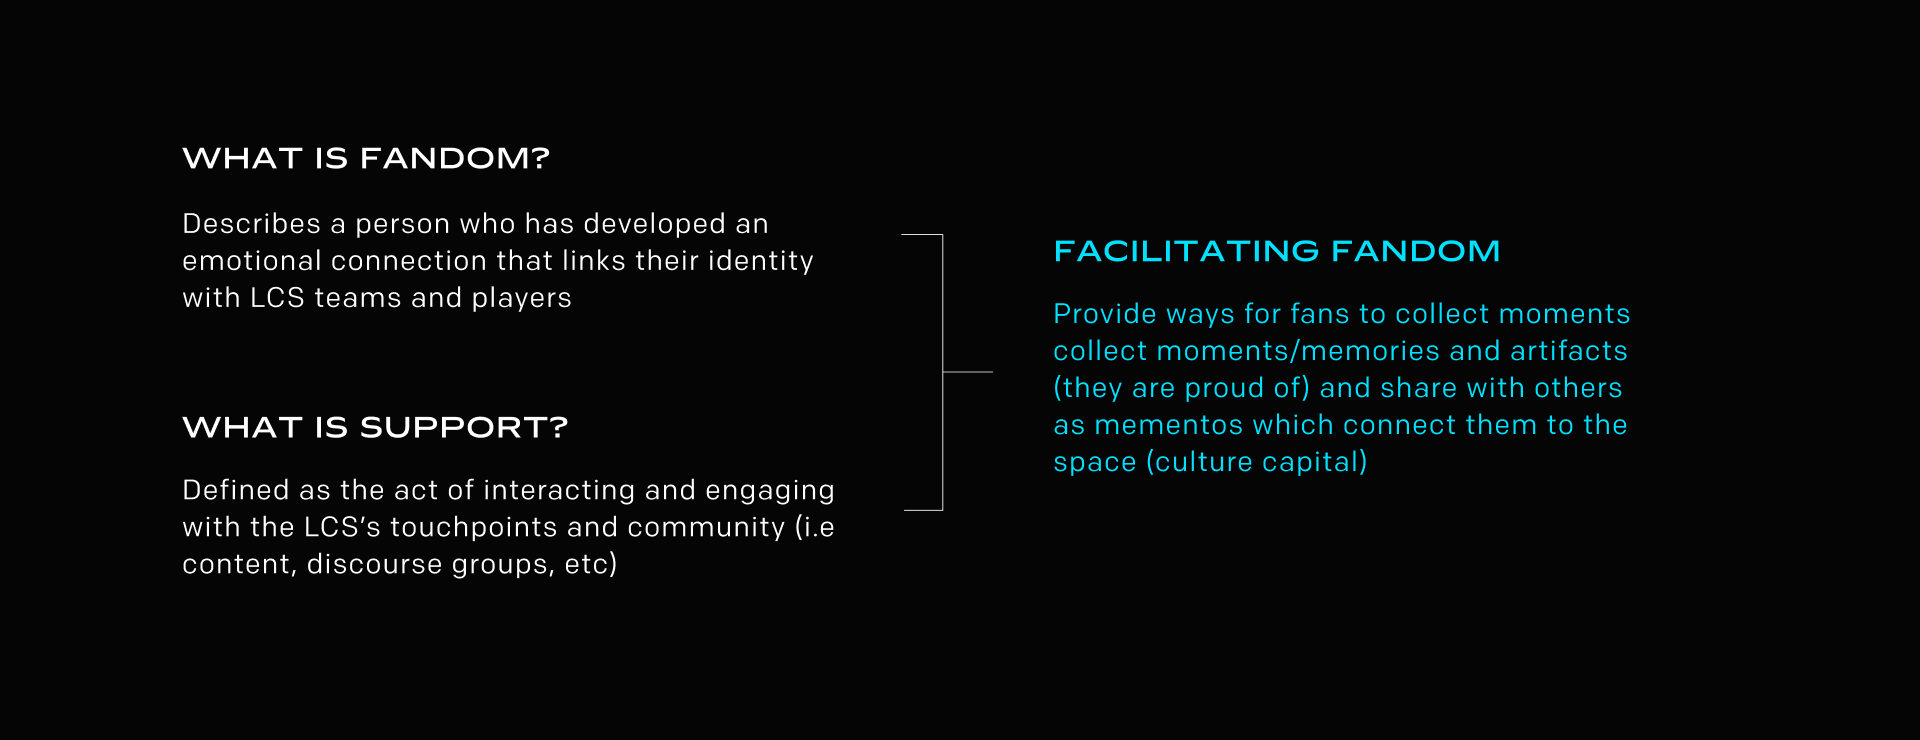 WHAT IS FANDOM?
Describes a person who has developed an
emotional connection that links their identity
with LCS teams and players
WHAT IS SUPPORT?
Defined as the act of interacting and engaging
with the LCS’s touchpoints and community (i.e
content, discourse groups, etc)
FACILITATING FANDOM
Provide ways for fans to collect moments
collect moments/memories and artifacts
(they are proud of) and share with others
as mementos which connect them to the
space (culture capital)